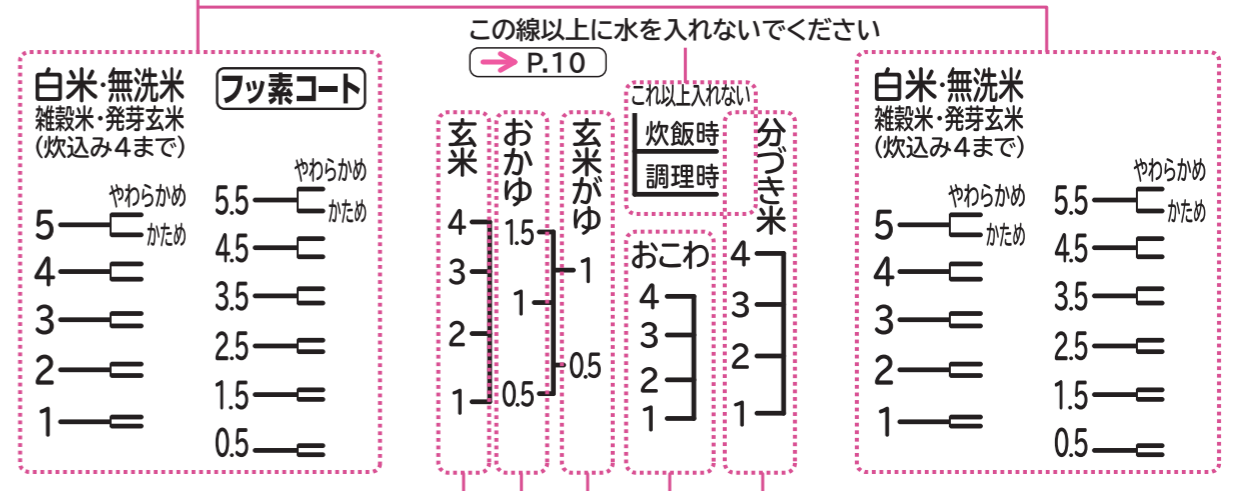 この線以上に水を入れないでください
→ P.10
白米・無洗米
雑穀米・発芽玄米
(炊込み4まで)
フッ素コート
やわらかめ
5
かため
4
3
2
1
やわらかめ
5.5
かため
4.5
3.5
2.5
1.5
0.5
玄米
4
3
2
1
おかゆ
1.5
1
0.5
玄米がゆ
1
0.5
これ以上入れない
炊飯時
調理時
おこわ
4
3
2
1
分づき米
4
3
2
1
白米・無洗米
雑穀米・発芽玄米
(炊込み4まで)
やわらかめ
5
かため
4
3
2
1
やわらかめ
5.5
かため
4.5
3.5
2.5
1.5
0.5